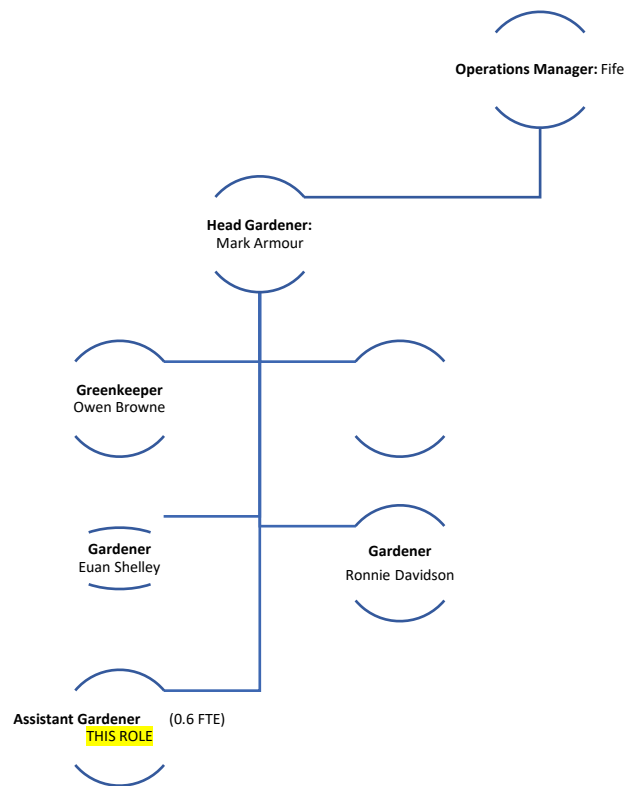 Operations Manager: Fife
Head Gardener:
Mark Armour
Greenkeeper
Owen Browne
Gardener
Euan Shelley
Gardener
Ronnie Davidson
Assistant Gardener (0.6 FTE)
THIS ROLE